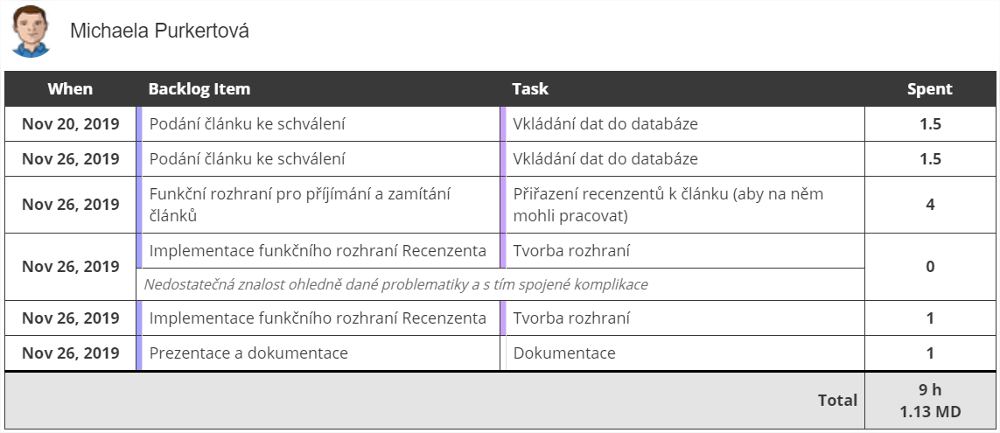 Michaela Purkertová
When Backlog Item Task Spent
Nov 20, 2019 Podání článku ke schválení Vkládání dat do databáze 1.5
Nov 26, 2019 Podání článku ke schválení Vkládání dat do databáze 1.5
Nov 26, 2019 Funkční rozhraní pro příjímání a zamítání Přiřazení recenzentů k článku (aby na něm 4
článků mohli pracovat)
Nov 26, 2019 Implementace funkčního rozhraní Recenzenta Tvorba rozhraní 0
Nedostatečná znalost ohledně dané problematiky a s tím spojené komplikace
Nov 26, 2019 Implementace funkčního rozhraní Recenzenta Tvorba rozhraní 1
Nov 26, 2019 Prezentace a dokumentace Dokumentace 1
Total 9 h
1.13 MD